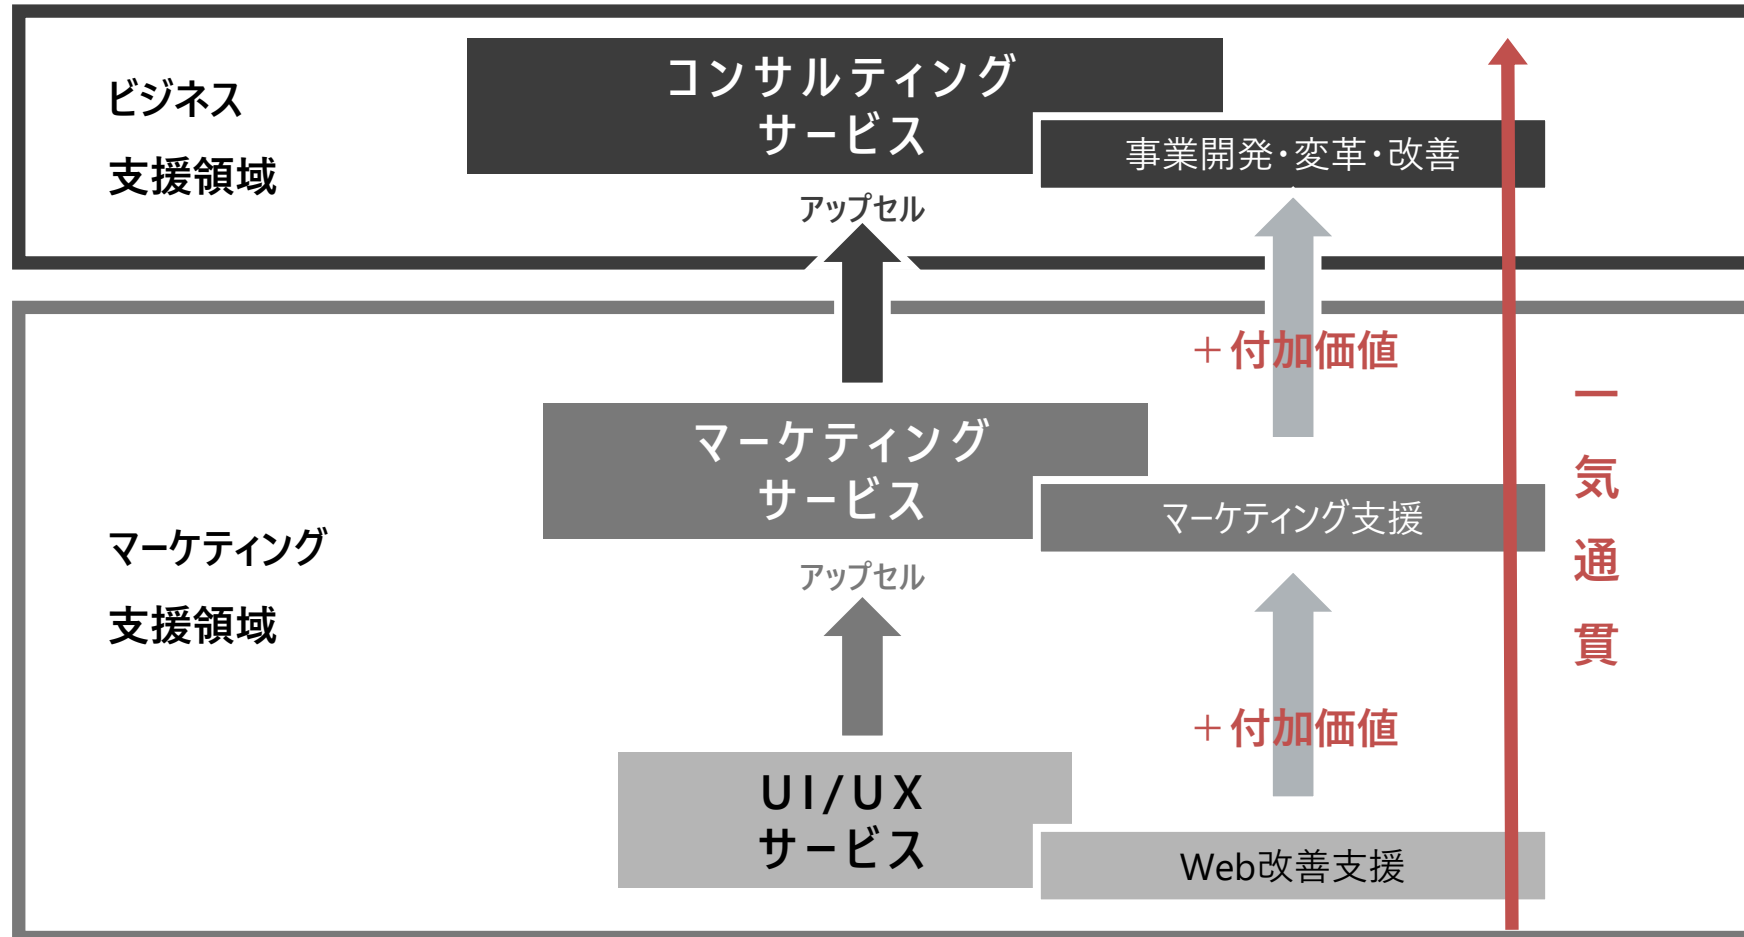 ビジネス
支援領域
コンサルティング
サービス
事業開発・変革・改善
アップセル
＋付加価値
マーケティング
支援領域
マーケティング
サービス
マーケティング支援
アップセル
＋付加価値
UI/UX
サービス
Web改善支援
一気通貫